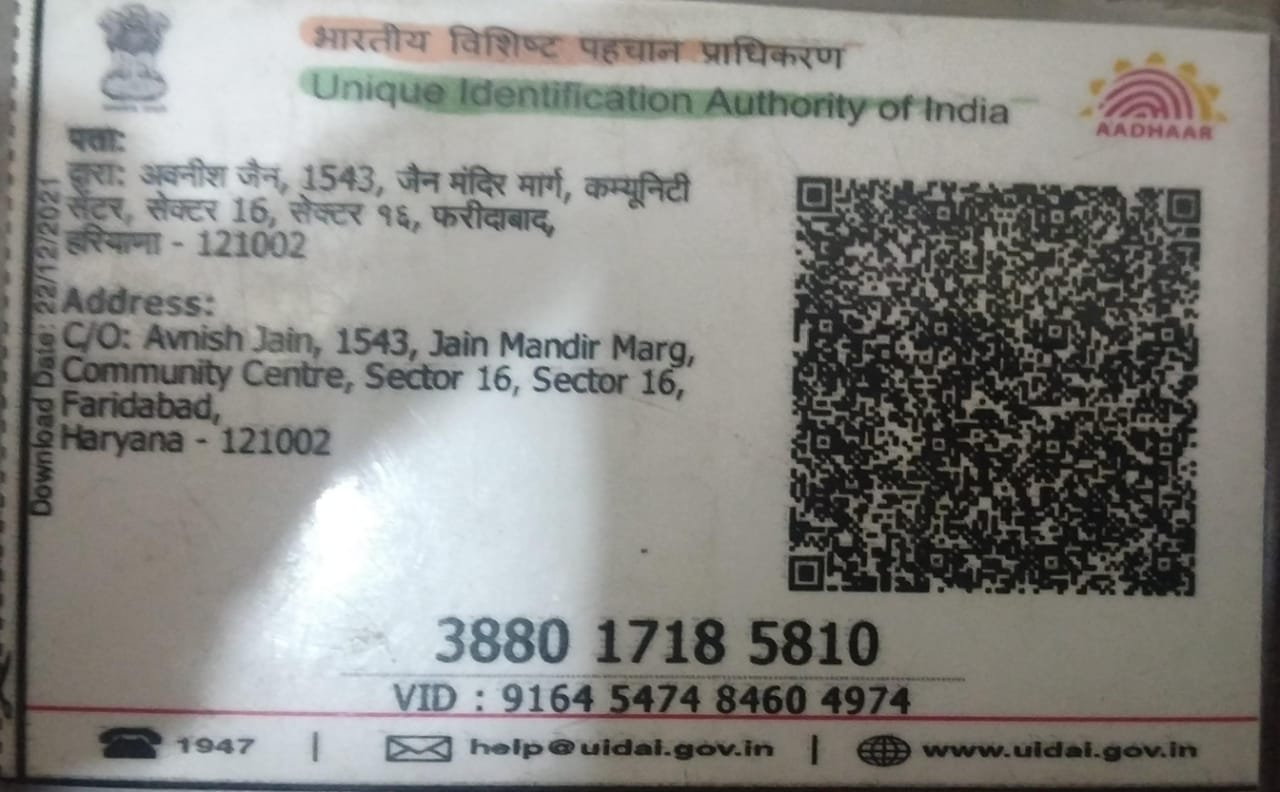 भारतीय विशिष्ट पहचान प्राधिकरण
Unique Identification Authority of India
AADHAAR
पता:
द्वारा: अवनीश जैन, 1543, जैन मंदिर मार्ग, कम्यूनिटी
सेंटर, सेक्टर 16, सेक्टर १६, फरीदाबाद,
हरियाणा - 121002
Address:
C/O: Avnish Jain, 1543, Jain Mandir Marg,
Community Centre, Sector 16, Sector 16,
Faridabad,
Haryana - 121002
Download Date: 22/12/2021
3880 1718 5810
VID : 9164 5474 8460 4974
1947 | help@uidai.gov.in | www.uidai.gov.in